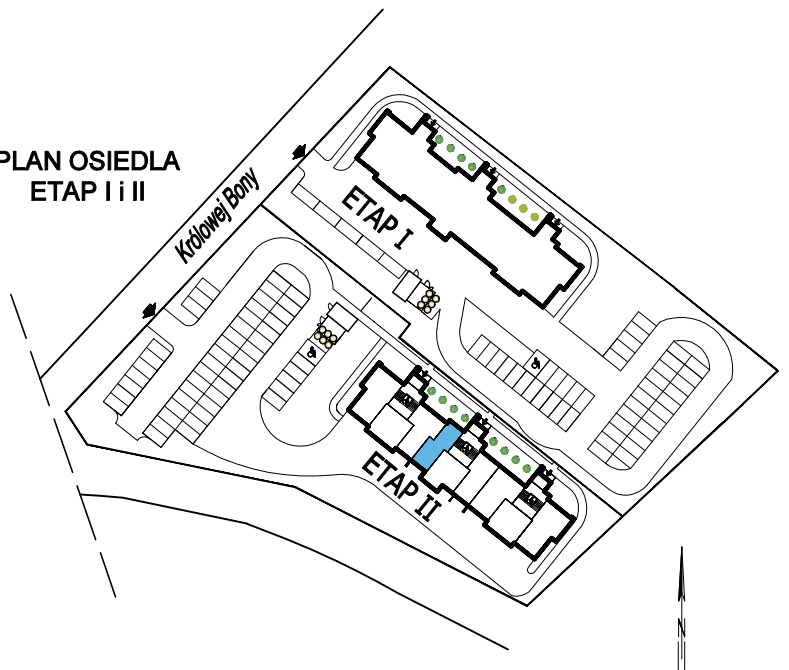 PLAN OSIEDLA
ETAP I i II
Królowej Bony
ETAP I
ETAP II
N